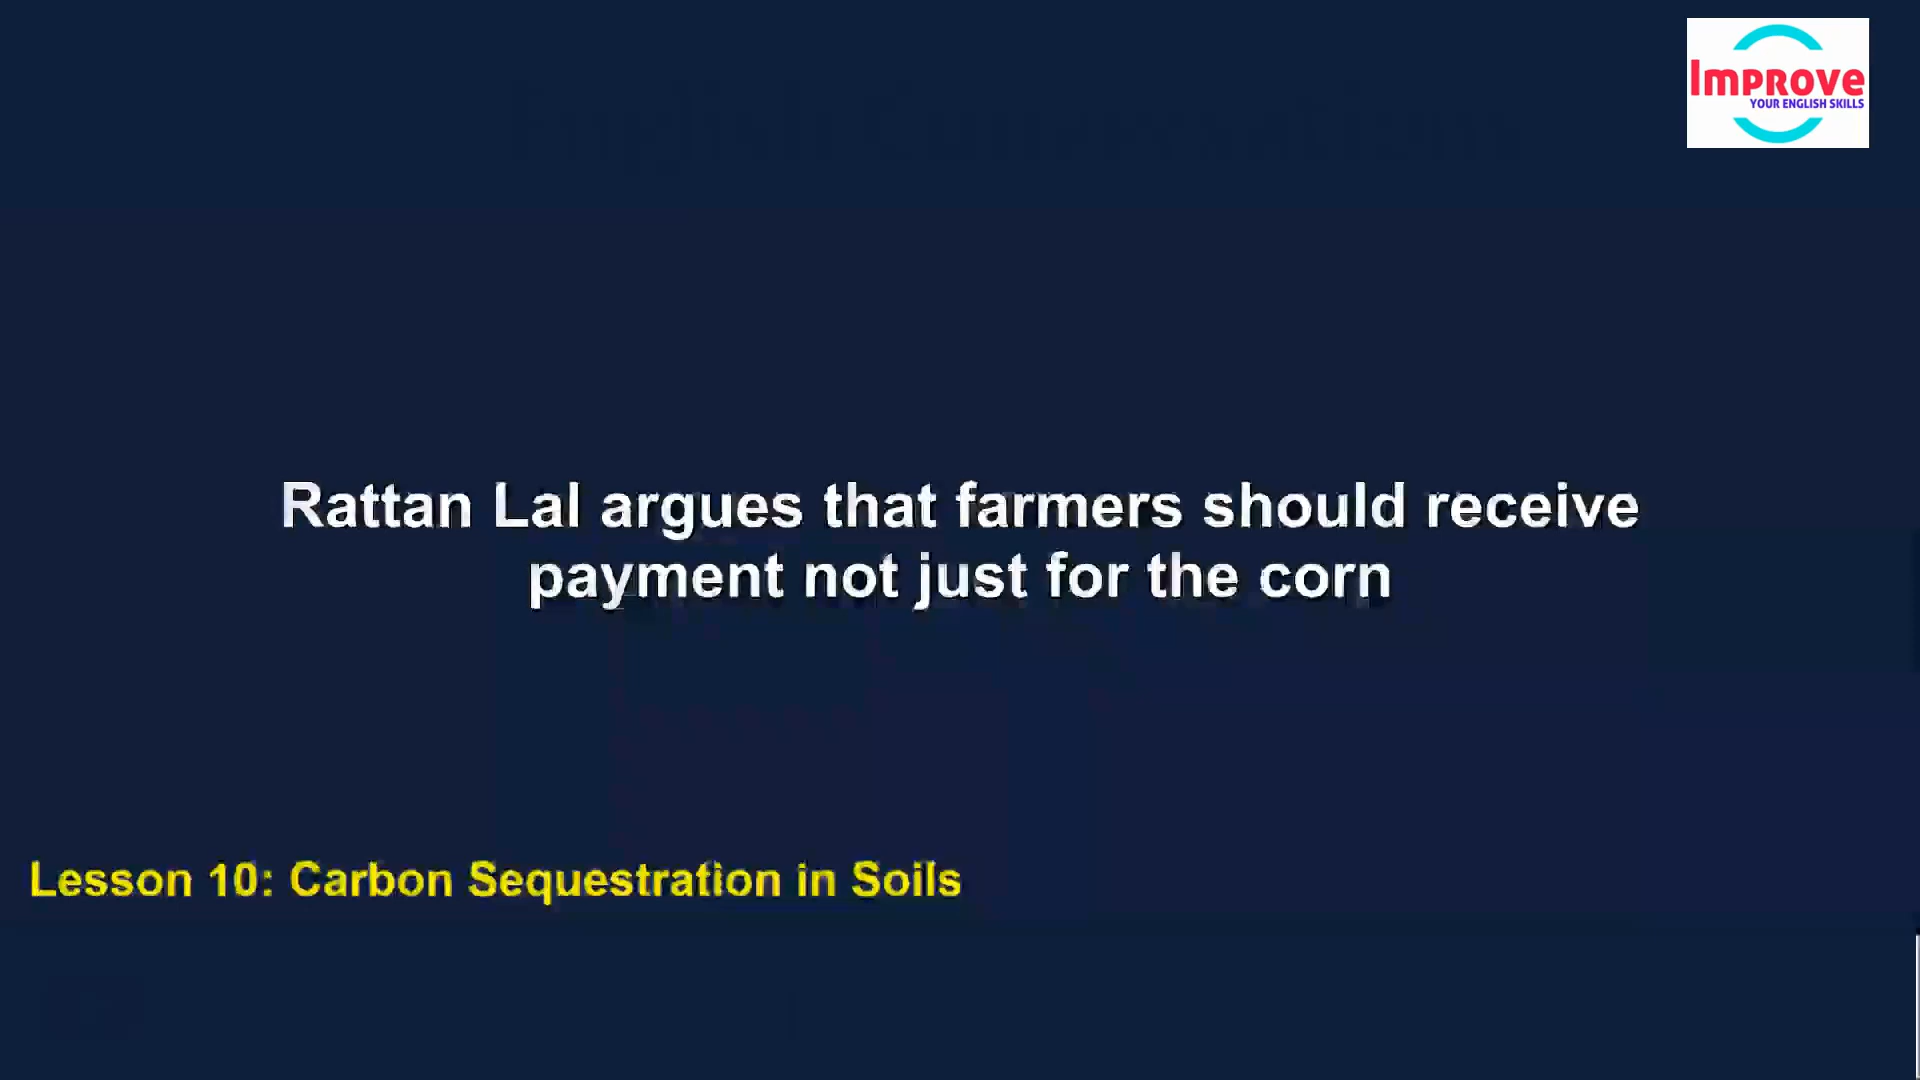 Improve
YOUR ENGLISH SKILLS
Rattan Lal argues that farmers should receive
payment not just for the corn
Lesson 10: Carbon Sequestration in Soils